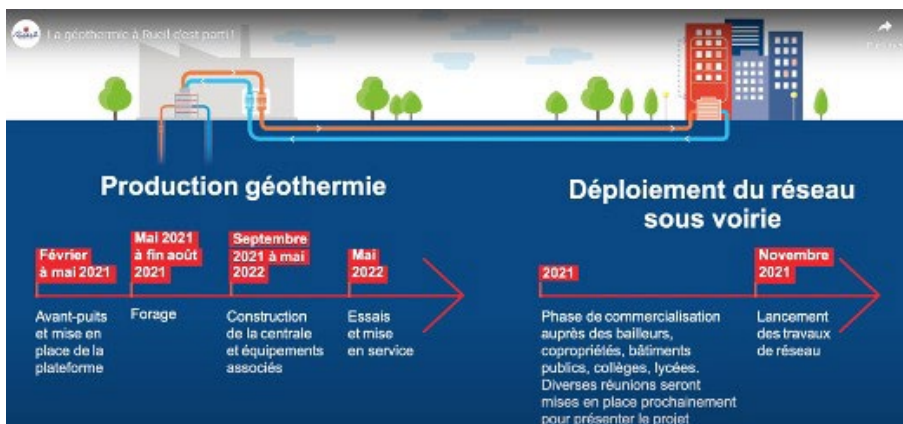 La géothermie à Rueil c'est parti !
Production géothermie
Février
à mai 2021
Avant-puits
et mise en
place de la
plateforme
Mai 2021
à fin août
2021
Forage
Septembre
2021 à mai
2022
Construction
de la centrale
et équipements
associés
Mai
2022
Essais
et mise
en service
Déploiement du réseau
sous voirie
2021
Phase de commercialisation
auprès des bailleurs,
copropriétés, bâtiments
publics, collèges, lycées.
Diverses réunions seront
mises en place prochainement
pour présenter le projet
Novembre
2021
Lancement
des travaux
de réseau